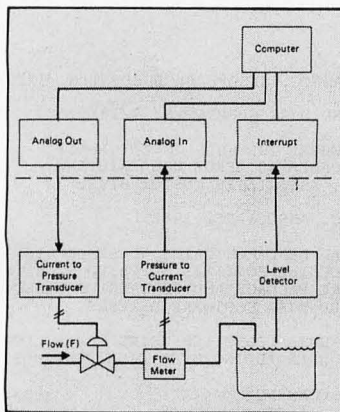 Computer
Analog Out
Analog In
Interrupt
Current to
Pressure
Transducer
Pressure to
Current
Transducer
Level
Detector
Flow (F)
Flow
Meter